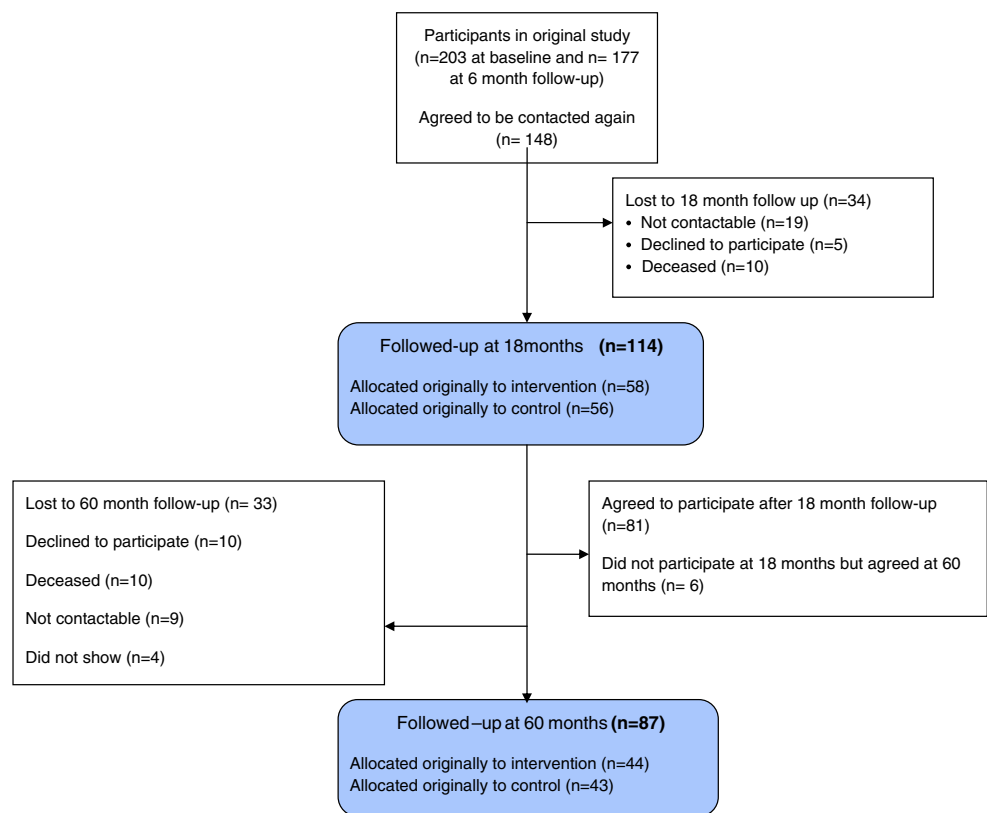 Participants in original study
(n=203 at baseline and n= 177
at 6 month follow-up)
Agreed to be contacted again
(n= 148)
Lost to 18 month follow up (n=34)
• Not contactable (n=19)
• Declined to participate (n=5)
• Deceased (n=10)
Followed-up at 18months (n=114)
Allocated originally to intervention (n=58)
Allocated originally to control (n=56)
Lost to 60 month follow-up (n= 33)
Declined to participate (n=10)
Deceased (n=10)
Not contactable (n=9)
Did not show (n=4)
Agreed to participate after 18 month follow-up
(n=81)
Did not participate at 18 months but agreed at 60
months (n= 6)
Followed–up at 60 months (n=87)
Allocated originally to intervention (n=44)
Allocated originally to control (n=43)